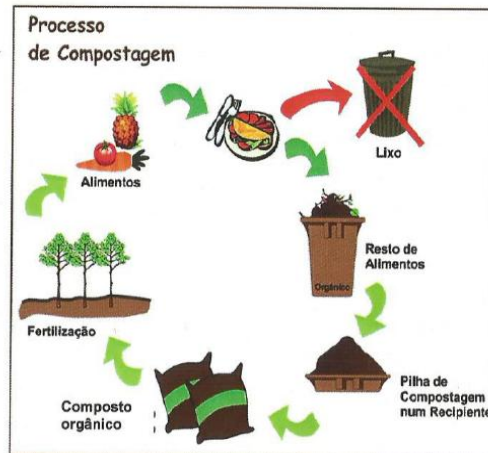 Processo
de Compostagem
Alimentos
Lixo
Resto de
Alimentos
Orgânico
Pilha de
Compostagem
num Recipiente
Composto
orgânico
Fertilização